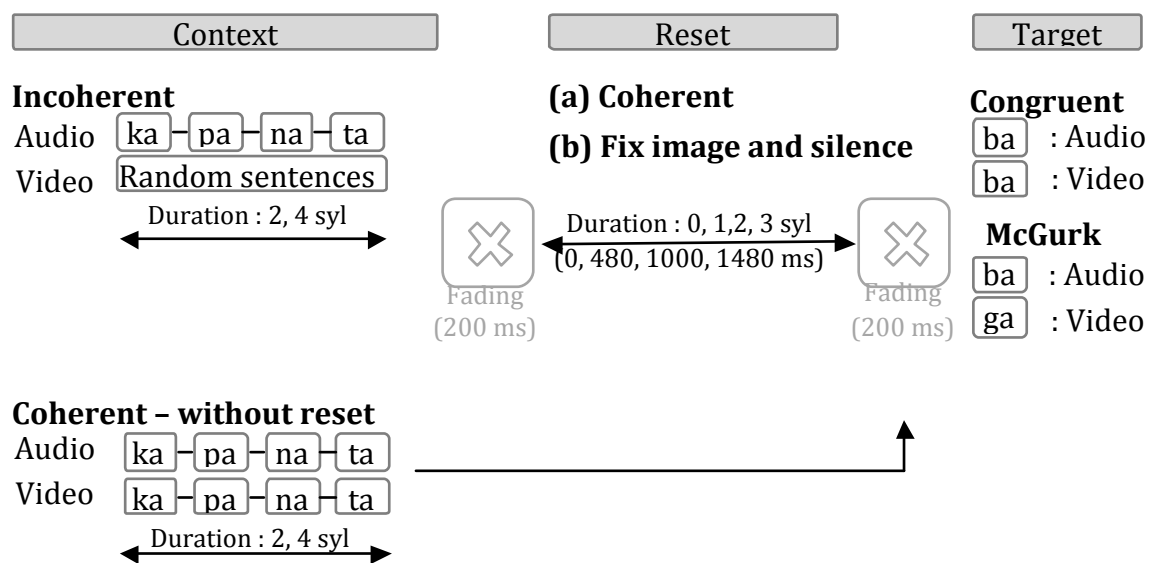 Context
Reset
Target
Incoherent
Audio ka pa na ta
Video Random sentences
Duration : 2, 4 syl
(a) Coherent
(b) Fix image and silence
Fading
(200 ms)
Duration : 0, 1,2, 3 syl
(0, 480, 1000, 1480 ms)
Fading
(200 ms)
Congruent
ba : Audio
ba : Video
McGurk
ba : Audio
ga : Video
Coherent – without reset
Audio ka pa na ta
Video ka pa na ta
Duration : 2, 4 syl